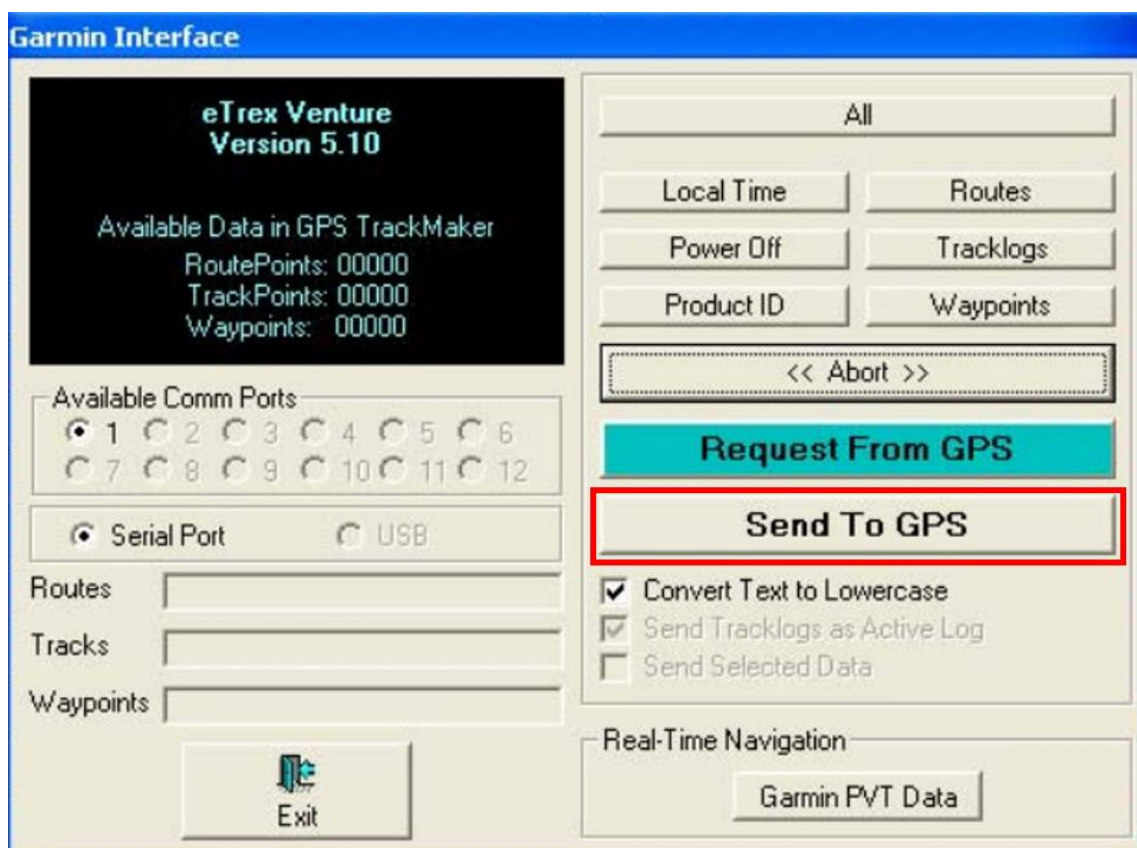 Garmin Interface
eTrex Venture
Version 5.10
Available Data in GPS TrackMaker
RoutePoints: 00000
TrackPoints: 00000
Waypoints: 00000
Available Comm Ports
1 2 3 4 5 6
7 8 9 10 11 12
Serial Port USB
Routes
Tracks
Waypoints
Exit
All
Local Time Routes
Power Off Tracklogs
Product ID Waypoints
<< Abort >>
Request From GPS
Send To GPS
Convert Text to Lowercase
Send Tracklogs as Active Log
Send Selected Data
Real-Time Navigation
Garmin PVT Data